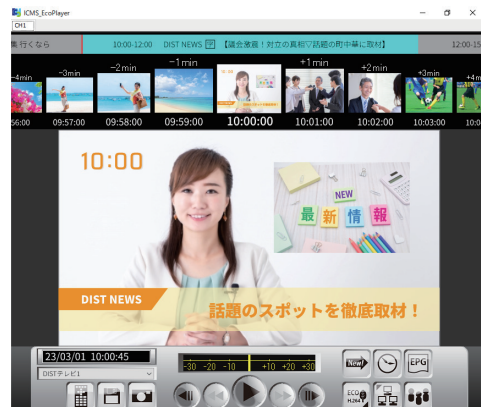 ICMS_EcoPlayer
CH1
集 行くなら
10:00-12:00 DIST NEWS 字 【議会激震!対立の真相▽話題の町中華に取材】
12:00-15
-4min
-3min
-2min
-1min
+1min
+2min
+3min
+4m
56:00
09:57:00
09:58:00
09:59:00
10:00:00
10:01:00
10:02:00
10:03:00
10:0
10:00
NEW
最新情報
DIST NEWS
話題のスポットを徹底取材!
23/03/01 10:00:45
-30 -20 -10 +10 +20 +30
New!
EPG
DISTテレビ1
ECO
H.264